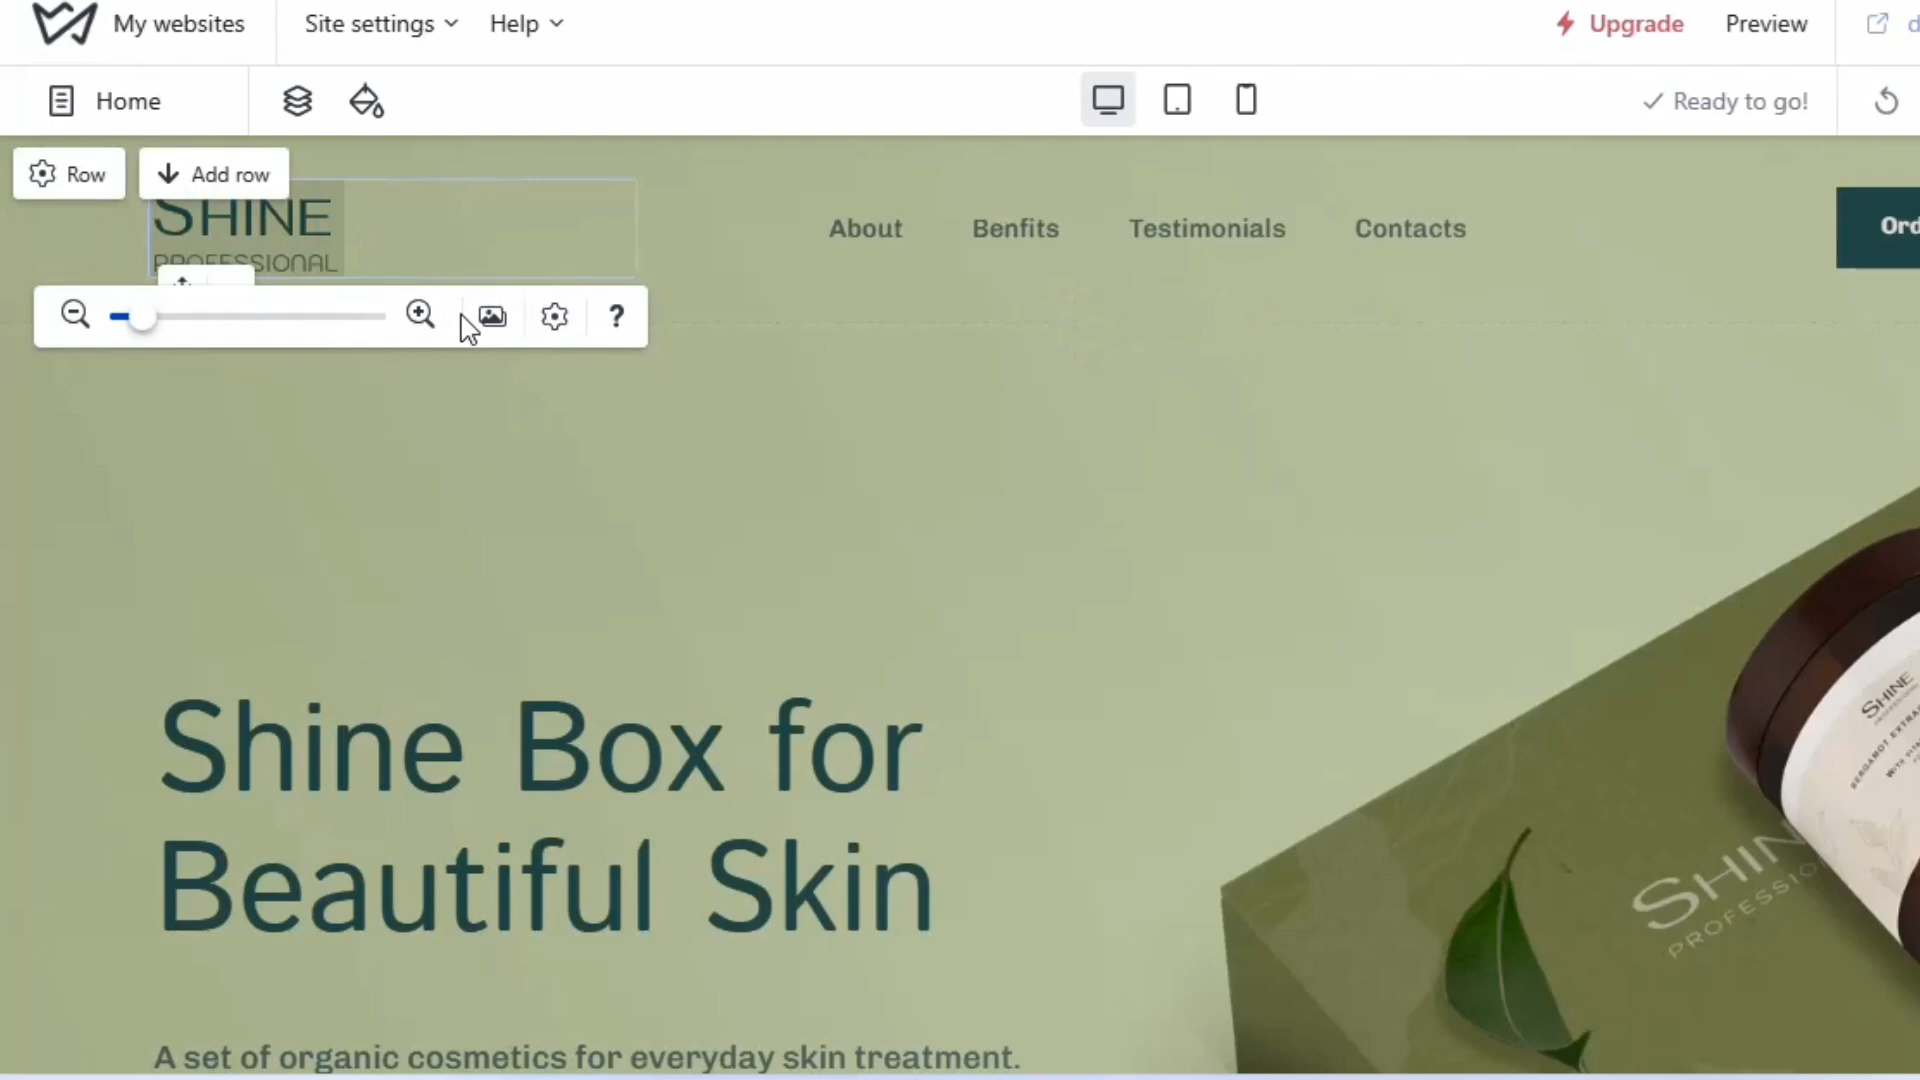 My websites Site settings Help Upgrade Preview
Home Ready to go!
Row Add row
SHINE
PROFESSIONAL
About Benfits Testimonials Contacts
?
Shine Box for
Beautiful Skin
A set of organic cosmetics for everyday skin treatment.
SHINE